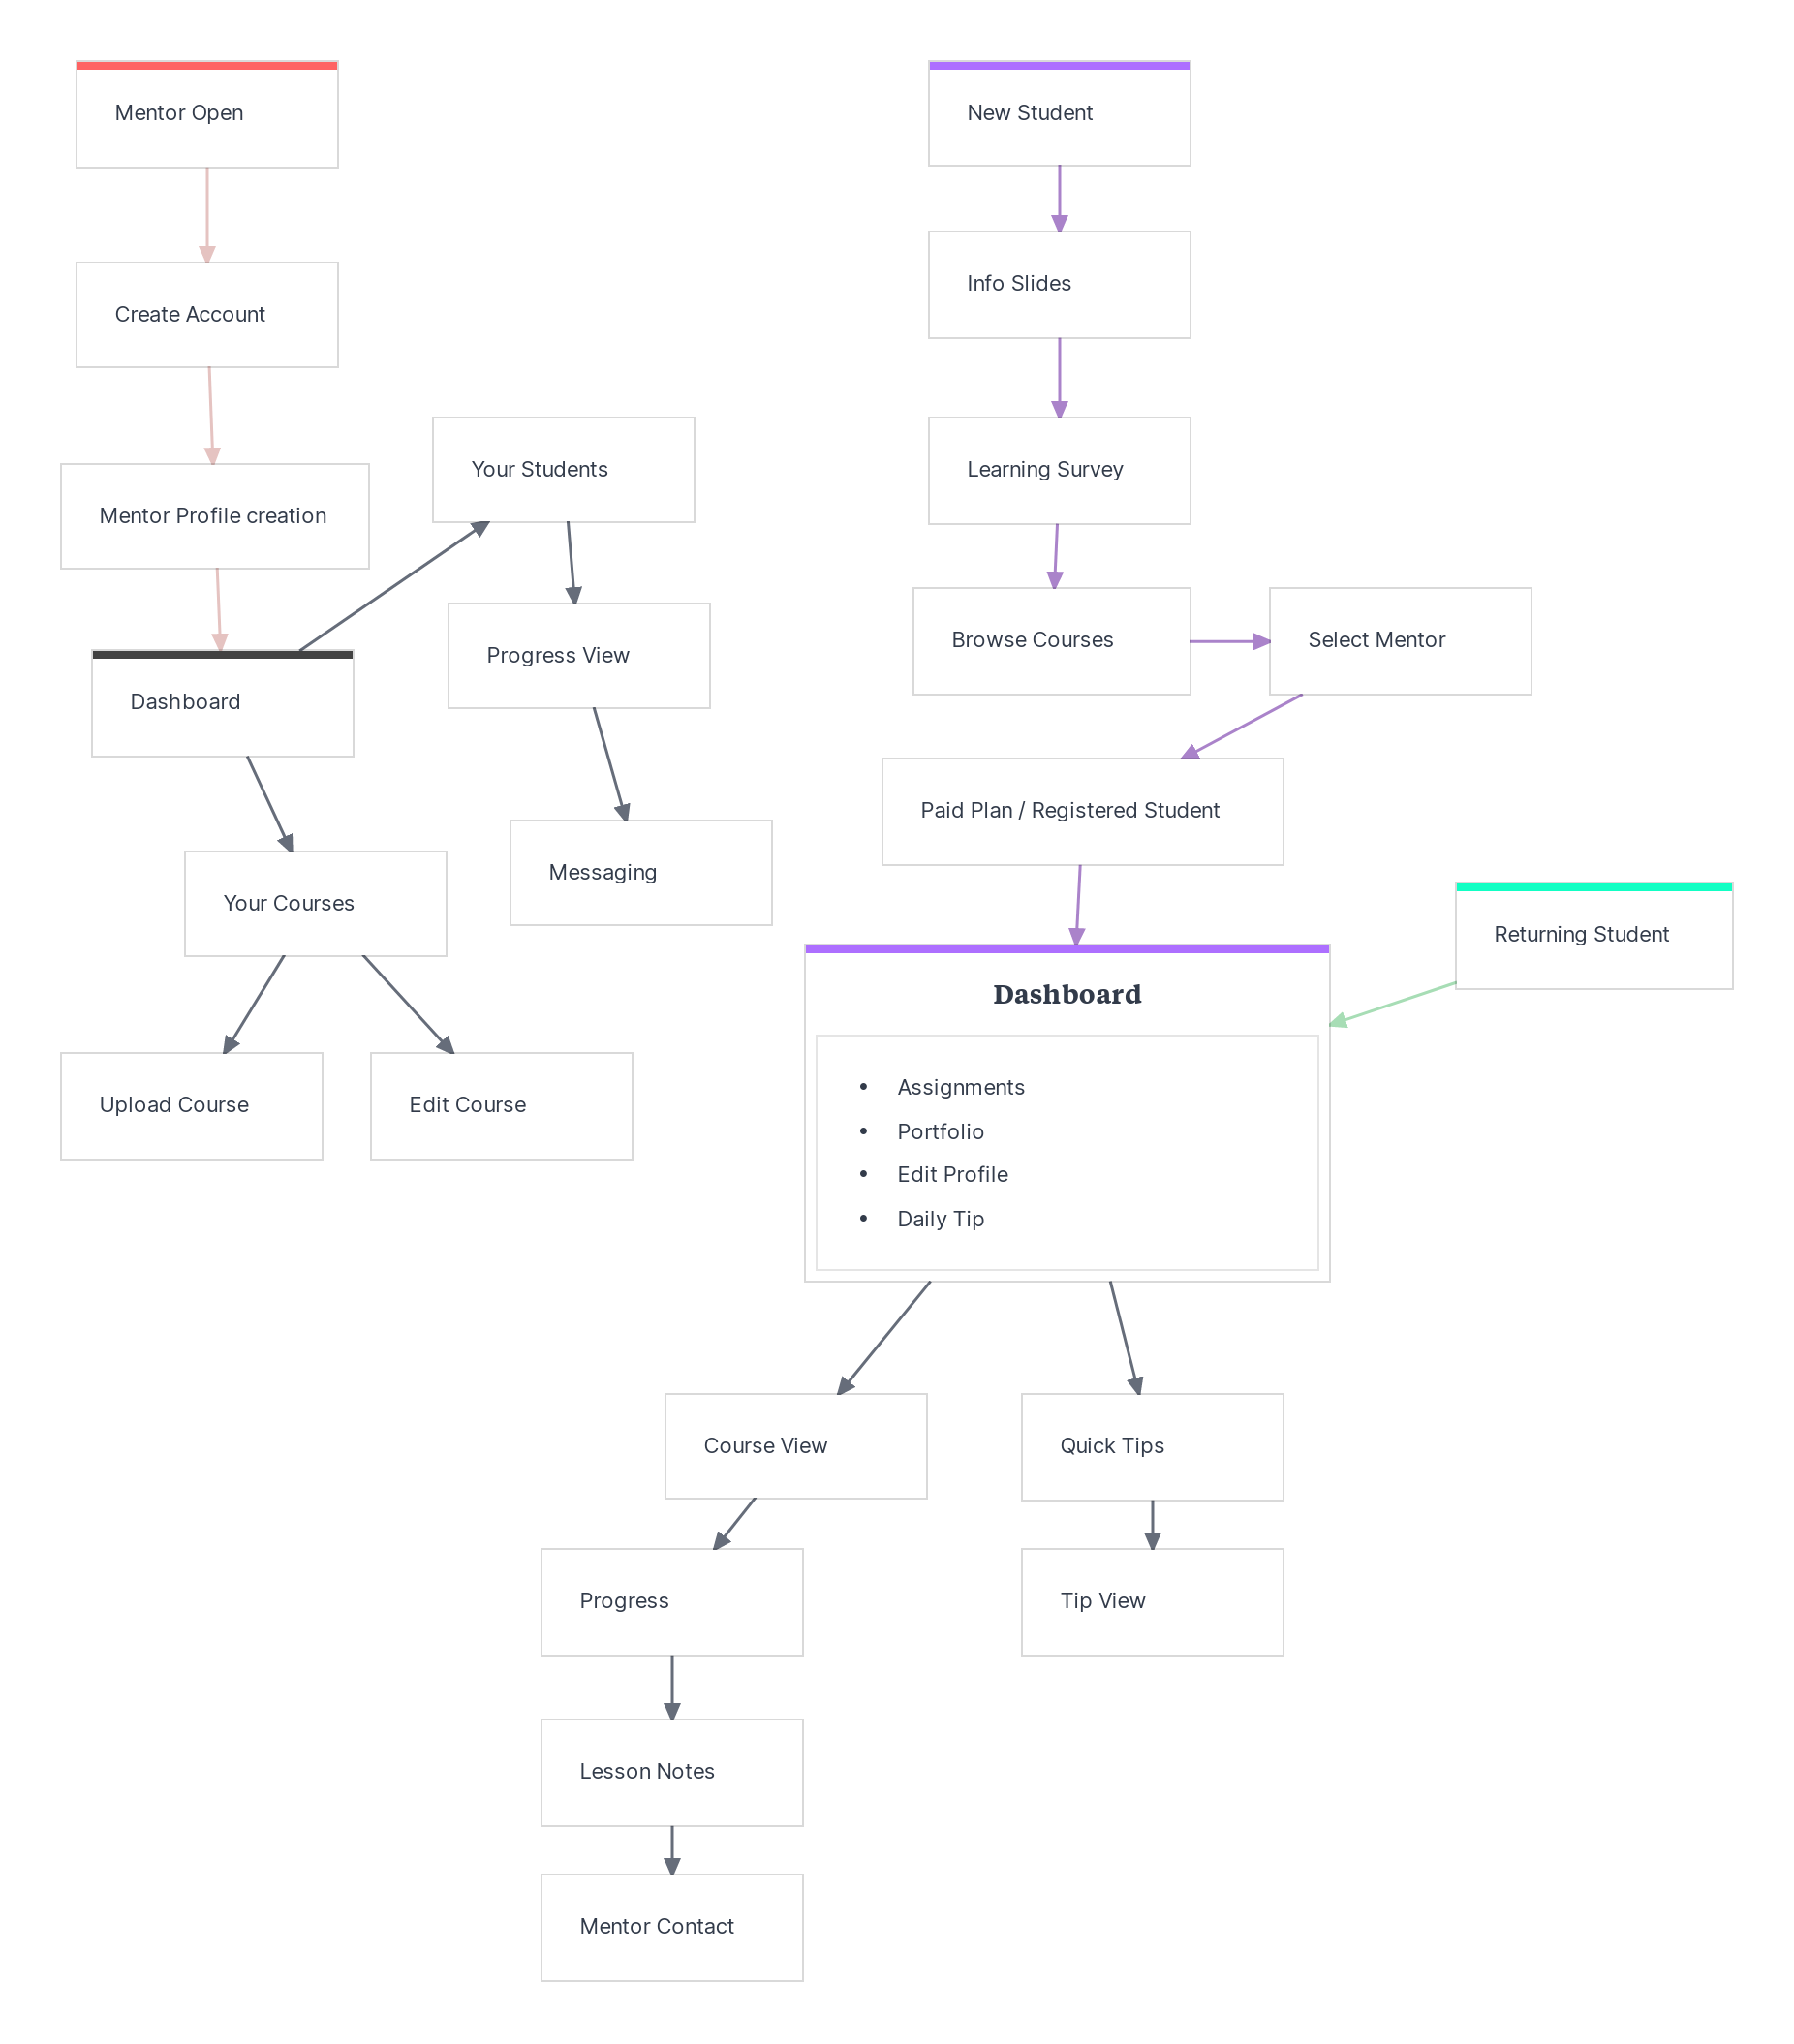 Mentor Open
Create Account
Mentor Profile creation
Dashboard
Your Students
Progress View
Messaging
Your Courses
Upload Course
Edit Course
New Student
Info Slides
Learning Survey
Browse Courses
Select Mentor
Paid Plan / Registered Student
Returning Student
Dashboard
• Assignments
• Portfolio
• Edit Profile
• Daily Tip
Course View
Quick Tips
Progress
Tip View
Lesson Notes
Mentor Contact